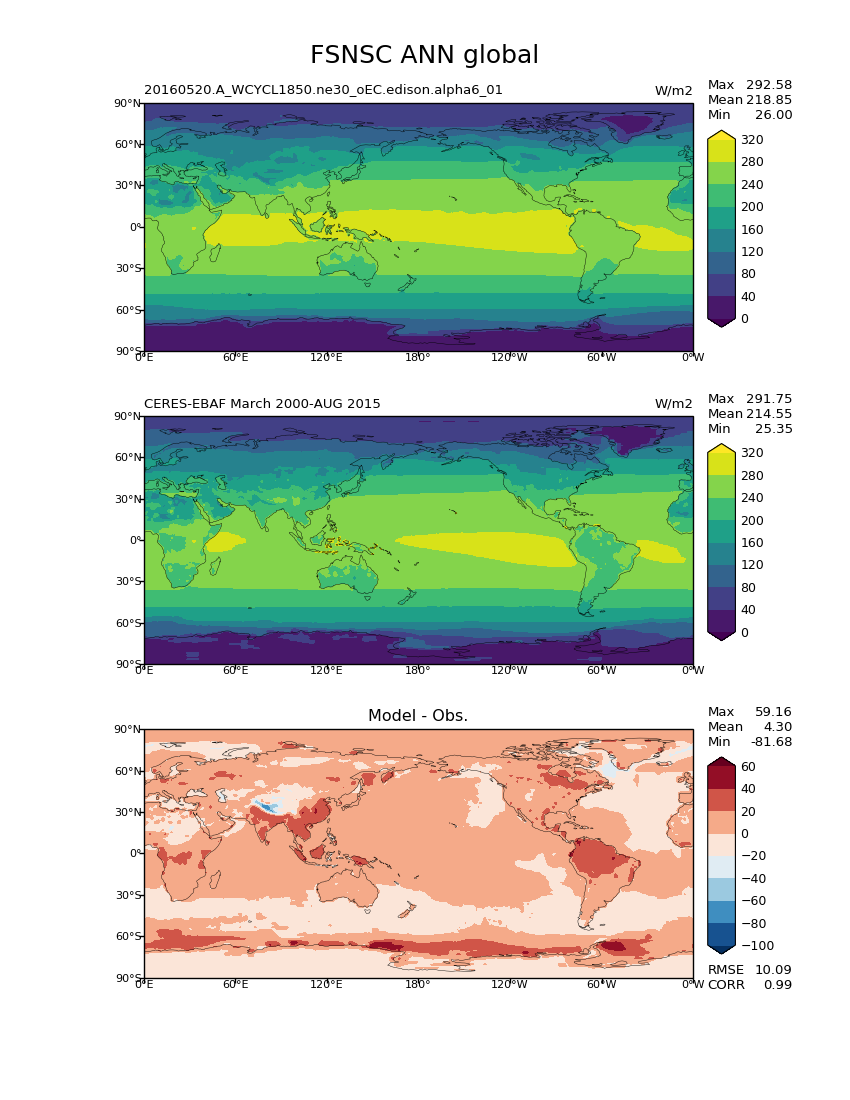 FSNSC ANN global
20160520.A_WCYCL1850.ne30_oEC.edison.alpha6_01 W/m2
Max 292.58
Mean 218.85
Min 26.00
90°N
60°N
30°N
0°
30°S
60°S
90°S
0°E 60°E 120°E 180° 120°W 60°W 0°W
320
280
240
200
160
120
80
40
0
CERES-EBAF March 2000-AUG 2015 W/m2
Max 291.75
Mean 214.55
Min 25.35
90°N
60°N
30°N
0°
30°S
60°S
90°S
0°E 60°E 120°E 180° 120°W 60°W 0°W
320
280
240
200
160
120
80
40
0
Model - Obs.
Max 59.16
Mean 4.30
Min -81.68
90°N
60°N
30°N
0°
30°S
60°S
90°S
0°E 60°E 120°E 180° 120°W 60°W 0°W
60
40
20
0
−20
−40
−60
−80
−100
RMSE 10.09
CORR 0.99